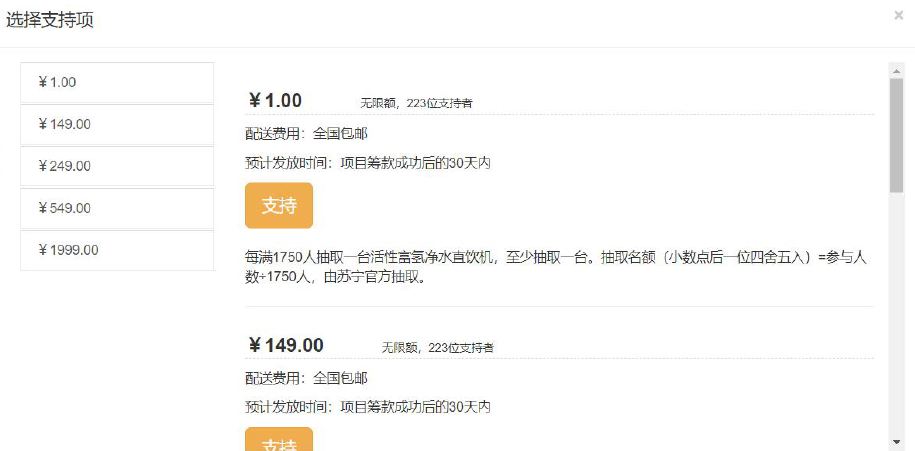 选择支持项
×
￥1.00
￥149.00
￥249.00
￥549.00
￥1999.00
￥1.00 无限额，223位支持者
配送费用：全国包邮
预计发放时间：项目筹款成功后的30天内
支持
每满1750人抽取一台活性富氢净水直饮机，至少抽取一台。抽取名额（小数点后一位四舍五入）=参与人
数÷1750人，由苏宁官方抽取。
￥149.00 无限额，223位支持者
配送费用：全国包邮
预计发放时间：项目筹款成功后的30天内
支持